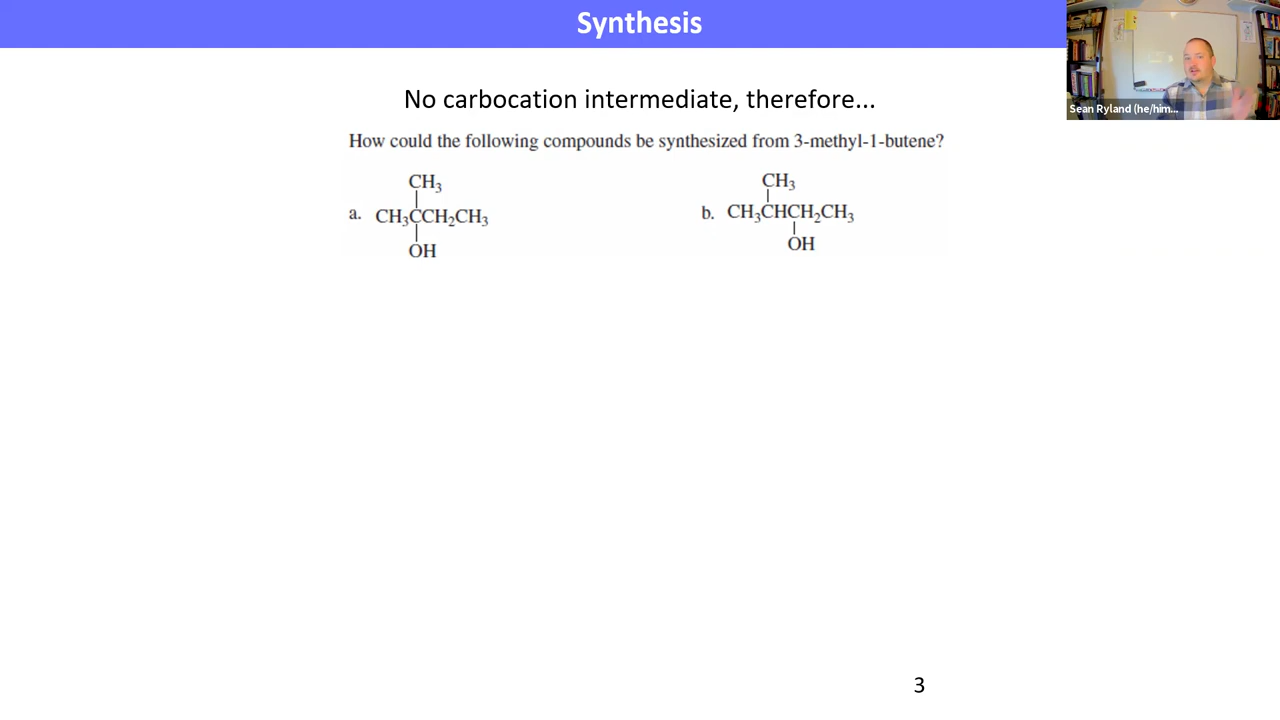 Synthesis
Sean Ryland (he/him...
No carbocation intermediate, therefore...
How could the following compounds be synthesized from 3-methyl-1-butene?
CH₃
a. CH₃CCH₂CH₃
OH
CH₃
b. CH₃CHCH₂CH₃
OH
3